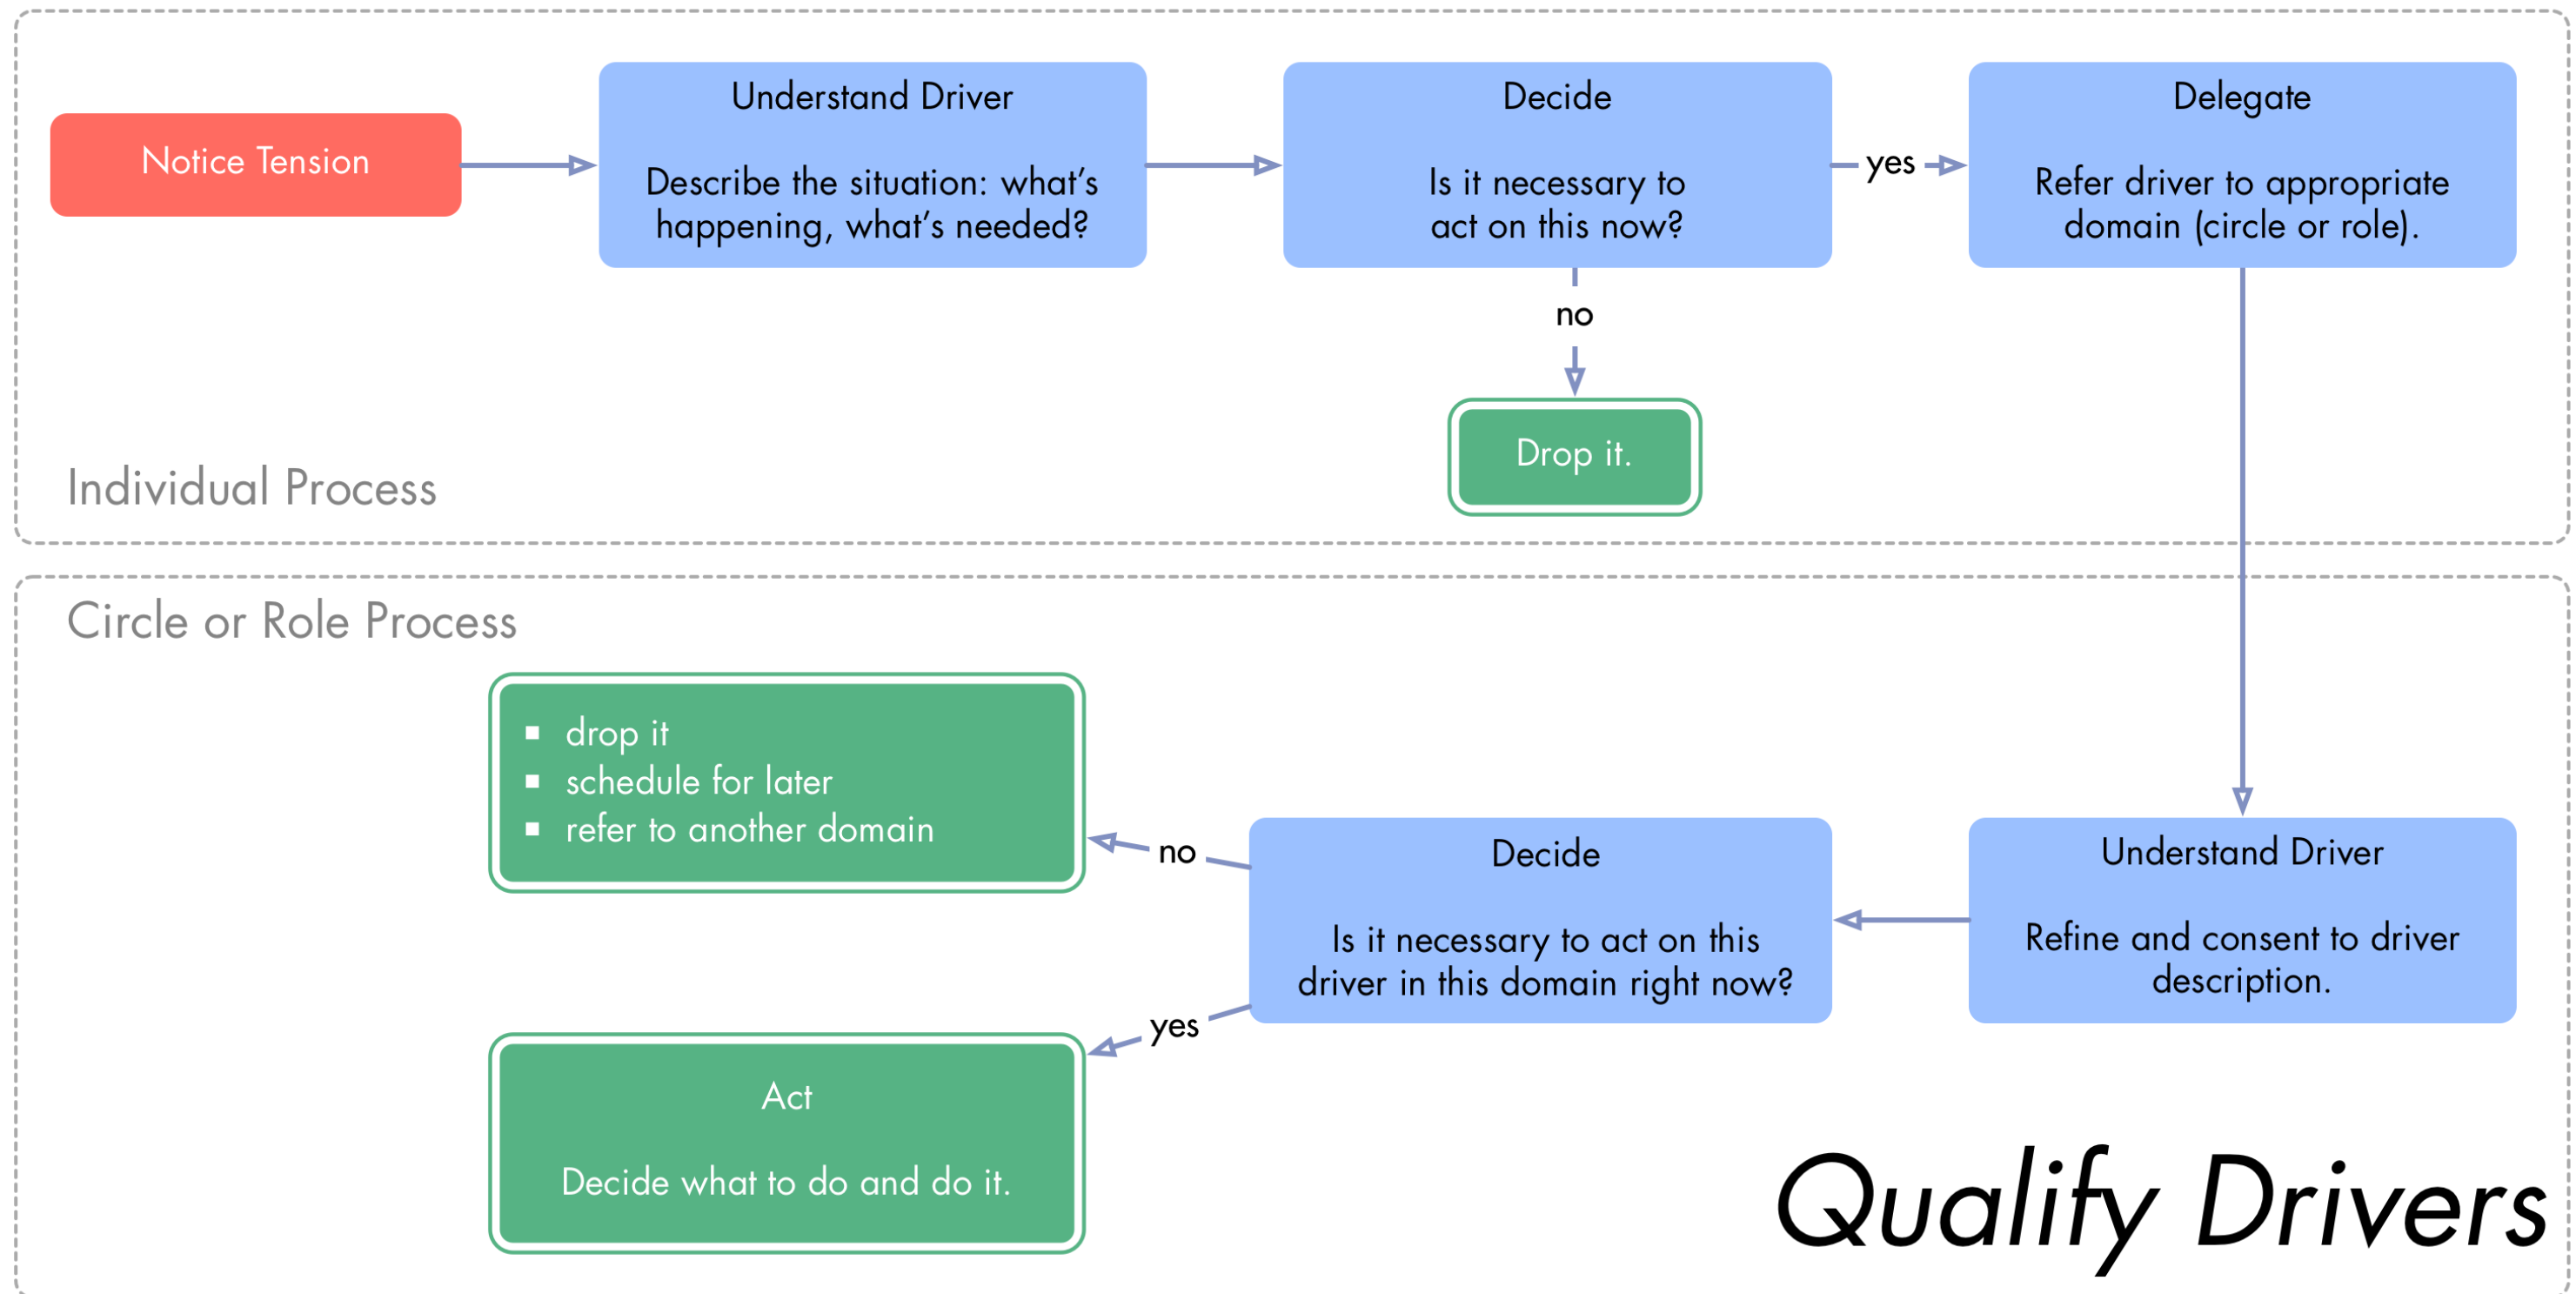 Notice Tension
Understand Driver
Describe the situation: what’s
happening, what’s needed?
Decide
Is it necessary to
act on this now?
yes
Delegate
Refer driver to appropriate
domain (circle or role).
no
Drop it.
Individual Process
Circle or Role Process
▪ drop it
▪ schedule for later
▪ refer to another domain
no
Decide
Is it necessary to act on this
driver in this domain right now?
Understand Driver
Refine and consent to driver
description.
yes
Act
Decide what to do and do it.
Qualify Drivers